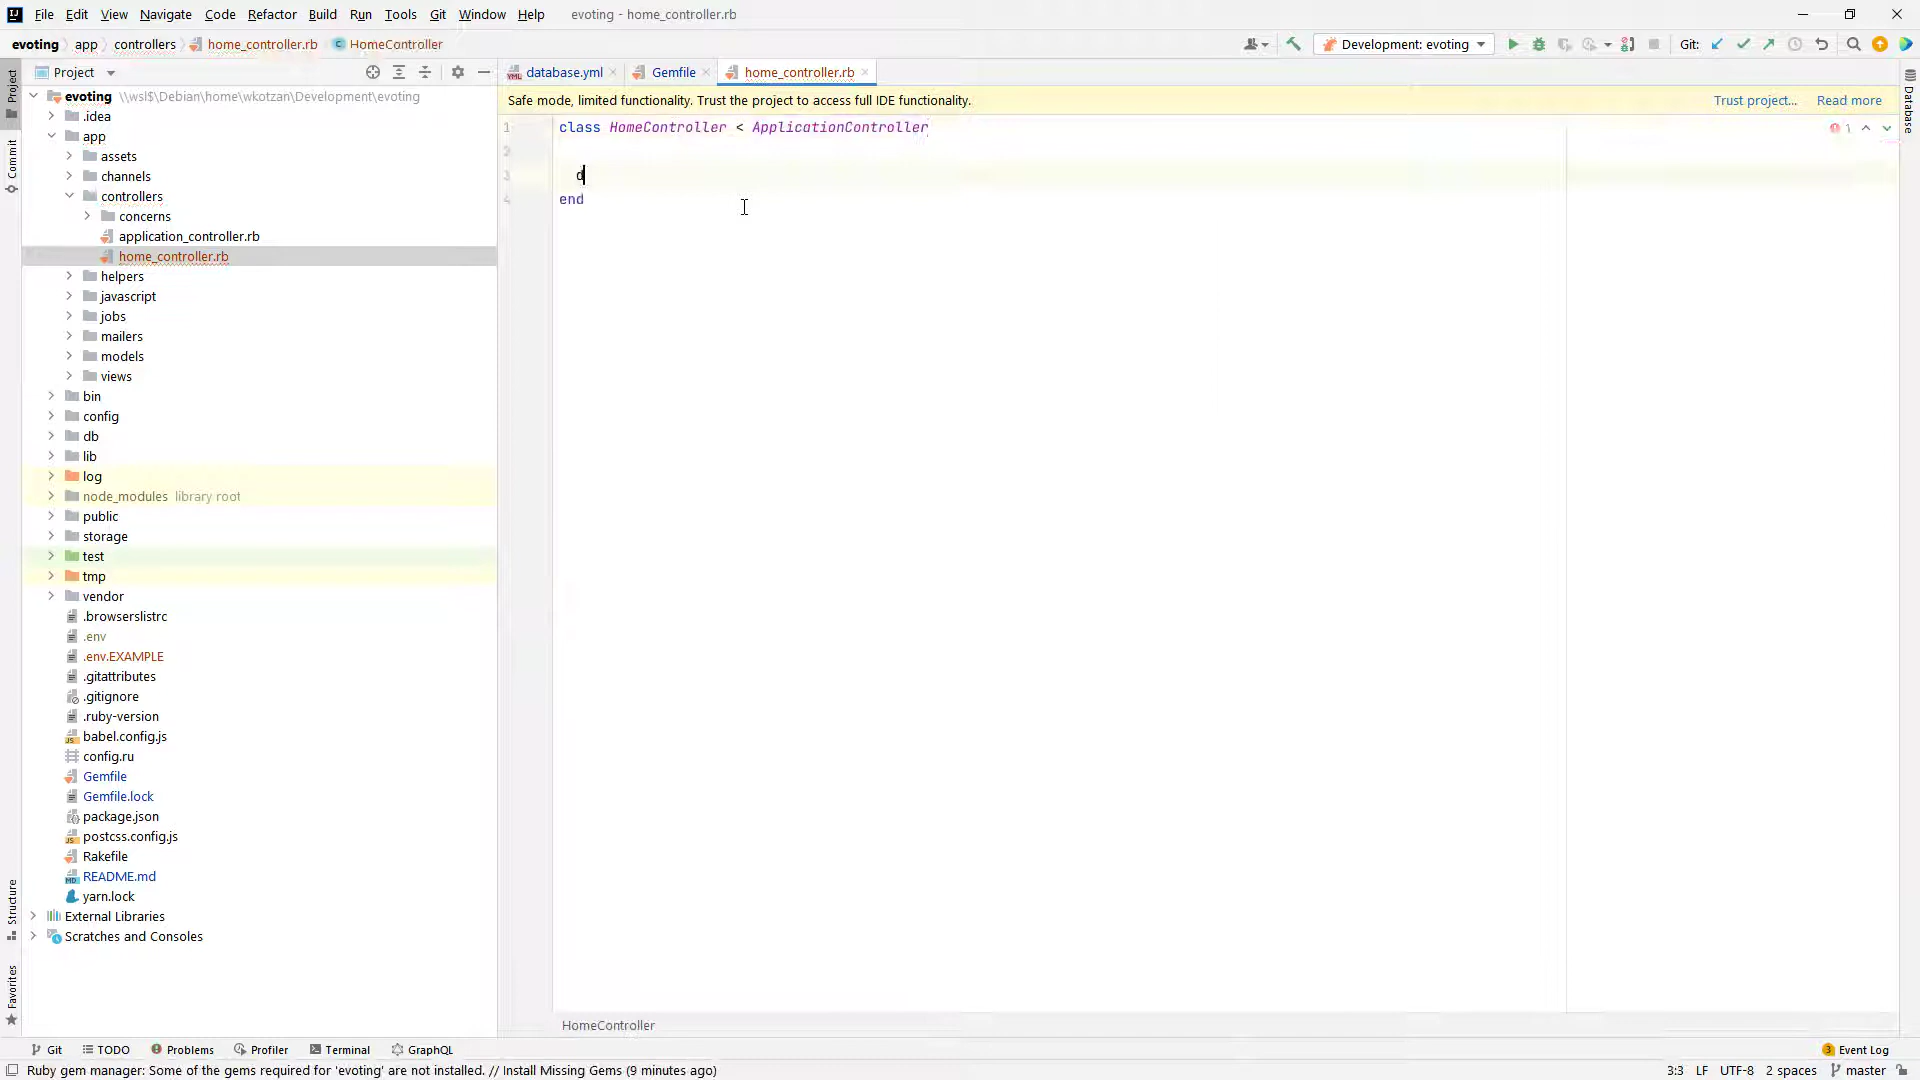 File Edit View Navigate Code Refactor Build Run Tools Git Window Help evoting - home_controller.rb
evoting app controllers home_controller.rb HomeController Development: evoting Git:
Project
database.yml Gemfile home_controller.rb
evoting \\wsl$\Debian\home\wkotzan\Development\evoting
Safe mode, limited functionality. Trust the project to access full IDE functionality. Trust project... Read more
.idea
app
assets
channels
controllers
concerns
application_controller.rb
home_controller.rb
helpers
javascript
jobs
mailers
models
views
bin
config
db
lib
log
node_modules library root
public
storage
test
tmp
vendor
.browserslistrc
.env
.env.EXAMPLE
.gitattributes
.gitignore
.ruby-version
babel.config.js
config.ru
Gemfile
Gemfile.lock
package.json
postcss.config.js
Rakefile
README.md
yarn.lock
External Libraries
Scratches and Consoles
1 class HomeController < ApplicationController
2
3 d
4 end
1
HomeController
Project
Commit
Structure
Favorites
Database
Git TODO Problems Profiler Terminal GraphQL 3 Event Log
Ruby gem manager: Some of the gems required for 'evoting' are not installed. // Install Missing Gems (9 minutes ago) 3:3 LF UTF-8 2 spaces master